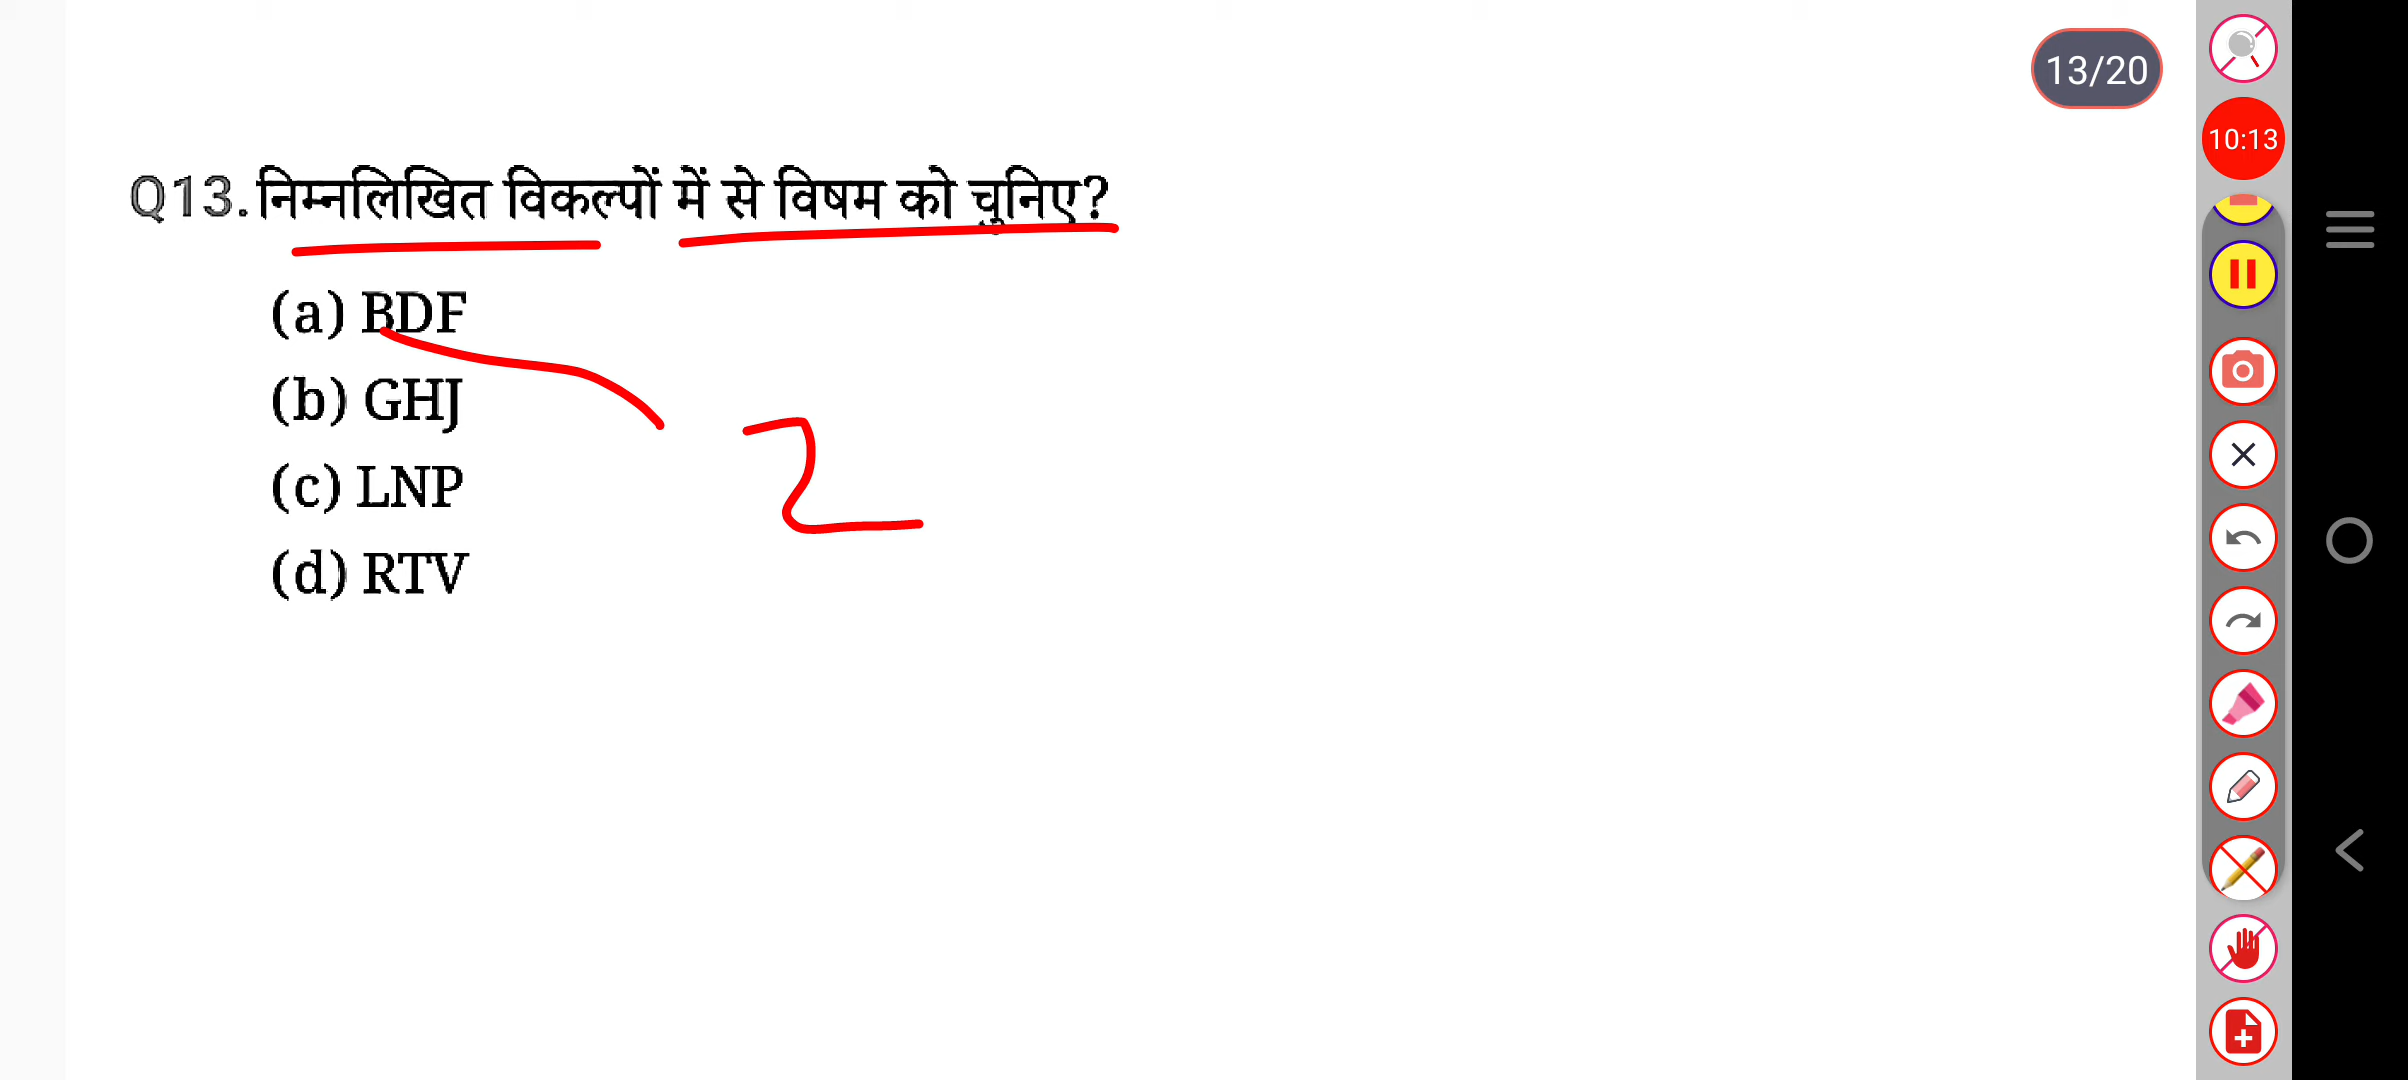 13/20
10:13
Q13.निम्नलिखित विकल्पों में से विषम को चुनिए?
(a) BDF
(b) GHJ
2
(c) LNP
(d) RTV